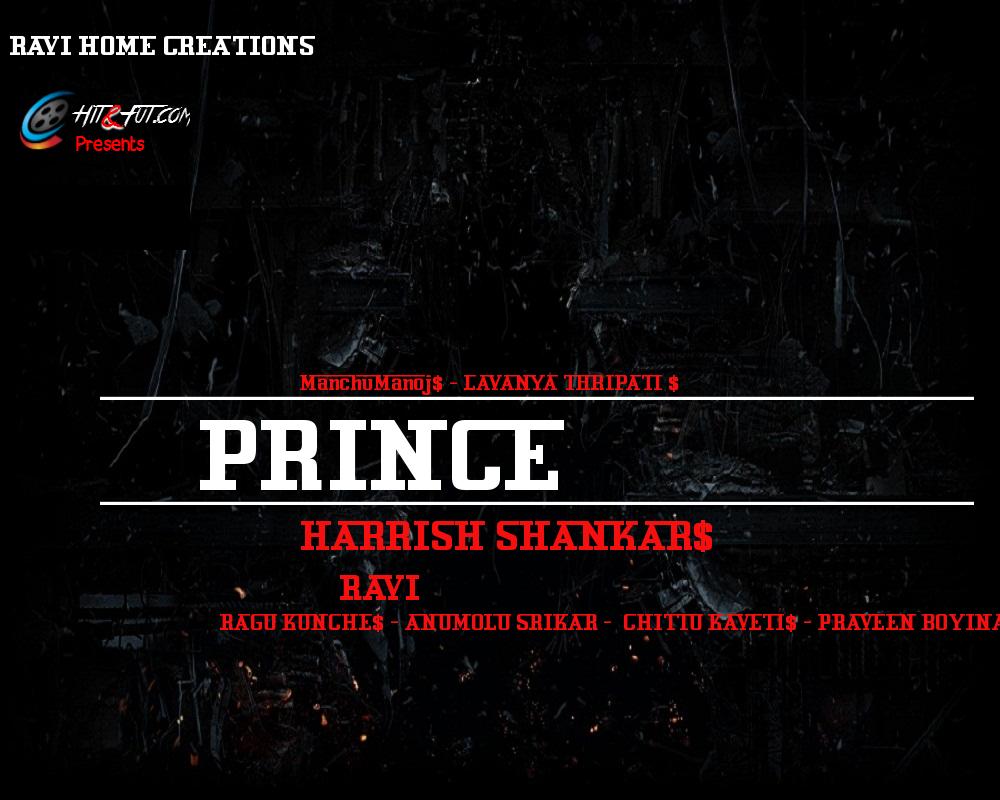 RAVI HOME CREATIONS
HIT&FUT.COM
Presents
ManchuManoj$ - LAVANYA THRIPATI $
PRINCE
HARRISH SHANKAR$
RAVI
RAGU KUNCHE$ - ANUMOLU SRIKAR - CHITTU KAVETI$ - PRAVEEN BOYINA